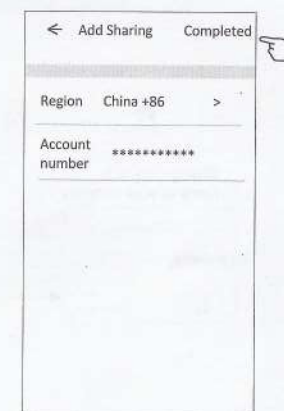 ← Add Sharing Completed
Region China +86 >
Account
number ***********